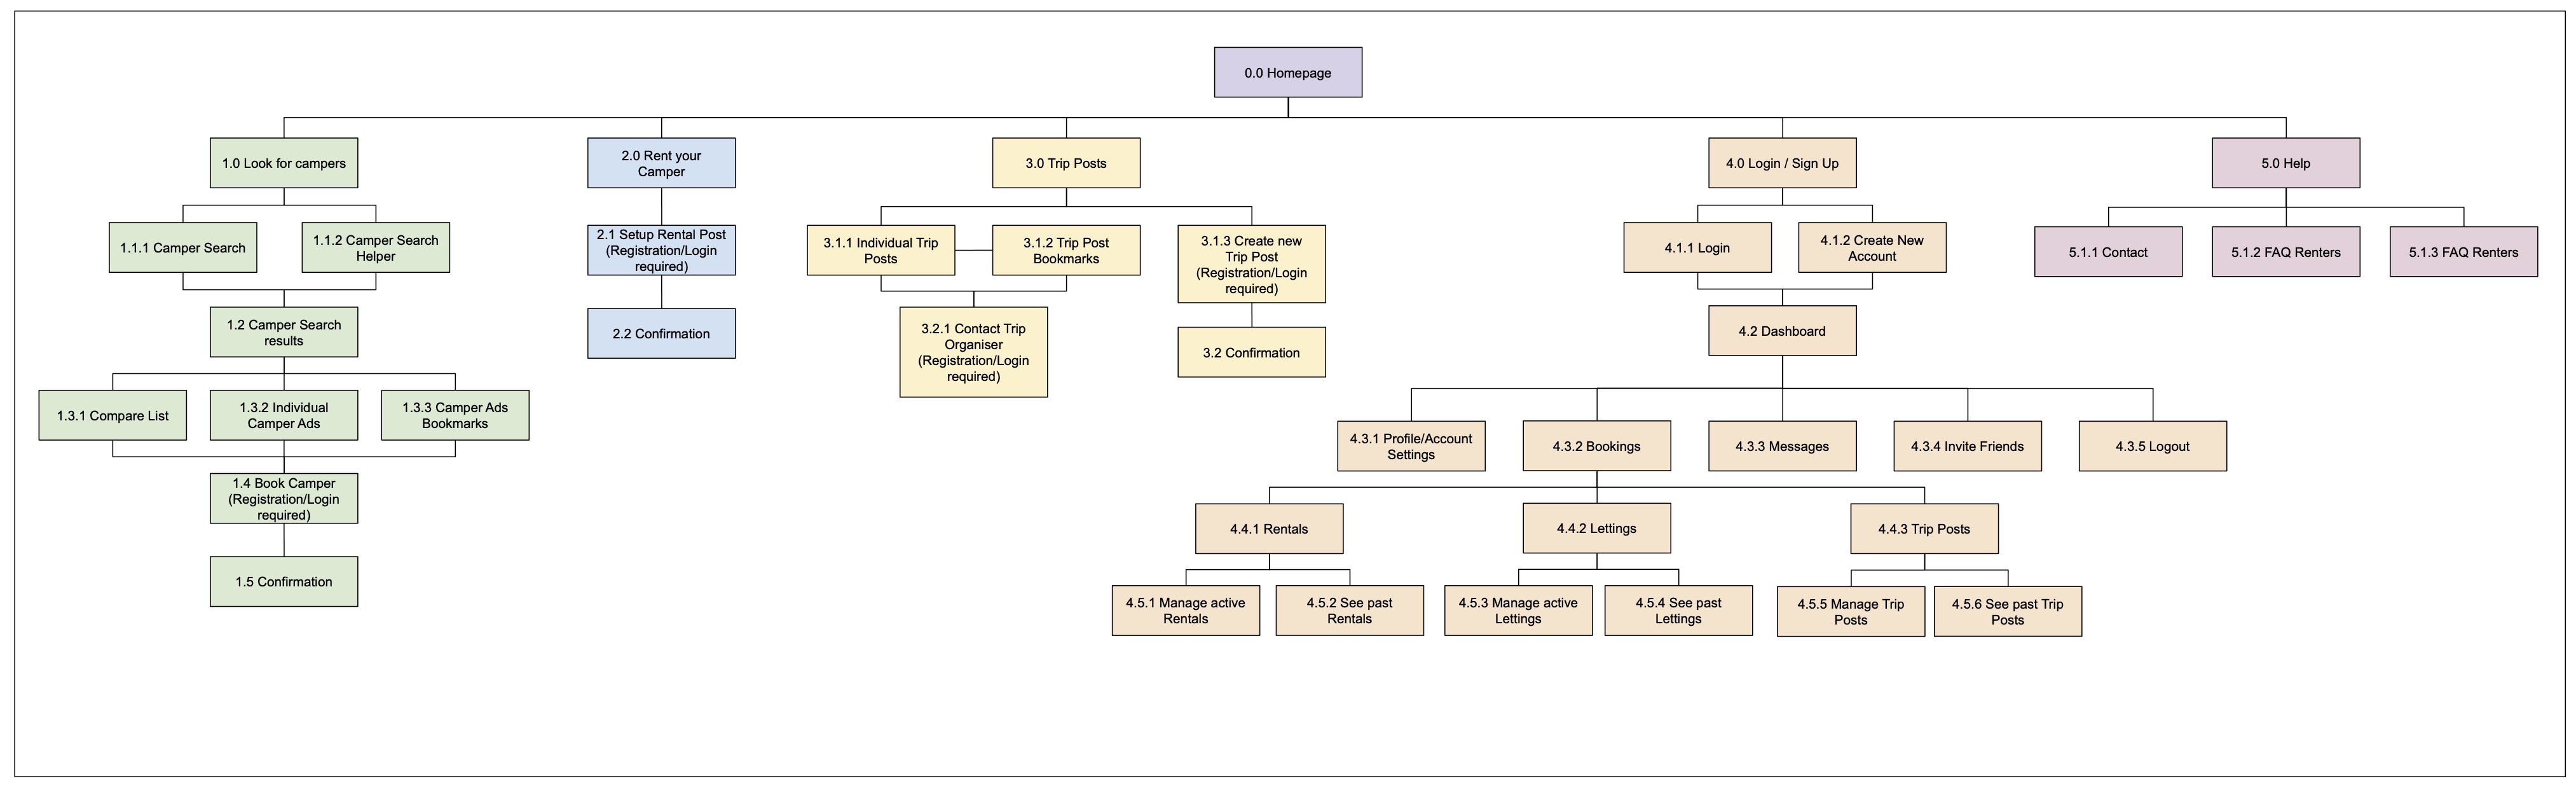 0.0 Homepage
1.0 Look for campers
2.0 Rent your
Camper
3.0 Trip Posts
4.0 Login / Sign Up
5.0 Help
1.1.1 Camper Search
1.1.2 Camper Search
Helper
2.1 Setup Rental Post
(Registration/Login
required)
3.1.1 Individual Trip
Posts
3.1.2 Trip Post
Bookmarks
3.1.3 Create new
Trip Post
(Registration/Login
required)
4.1.1 Login
4.1.2 Create New
Account
5.1.1 Contact
5.1.2 FAQ Renters
5.1.3 FAQ Renters
1.2 Camper Search
results
2.2 Confirmation
3.2.1 Contact Trip
Organiser
(Registration/Login
required)
3.2 Confirmation
4.2 Dashboard
1.3.1 Compare List
1.3.2 Individual
Camper Ads
1.3.3 Camper Ads
Bookmarks
4.3.1 Profile/Account
Settings
4.3.2 Bookings
4.3.3 Messages
4.3.4 Invite Friends
4.3.5 Logout
1.4 Book Camper
(Registration/Login
required)
4.4.1 Rentals
4.4.2 Lettings
4.4.3 Trip Posts
1.5 Confirmation
4.5.1 Manage active
Rentals
4.5.2 See past
Rentals
4.5.3 Manage active
Lettings
4.5.4 See past
Lettings
4.5.5 Manage Trip
Posts
4.5.6 See past Trip
Posts